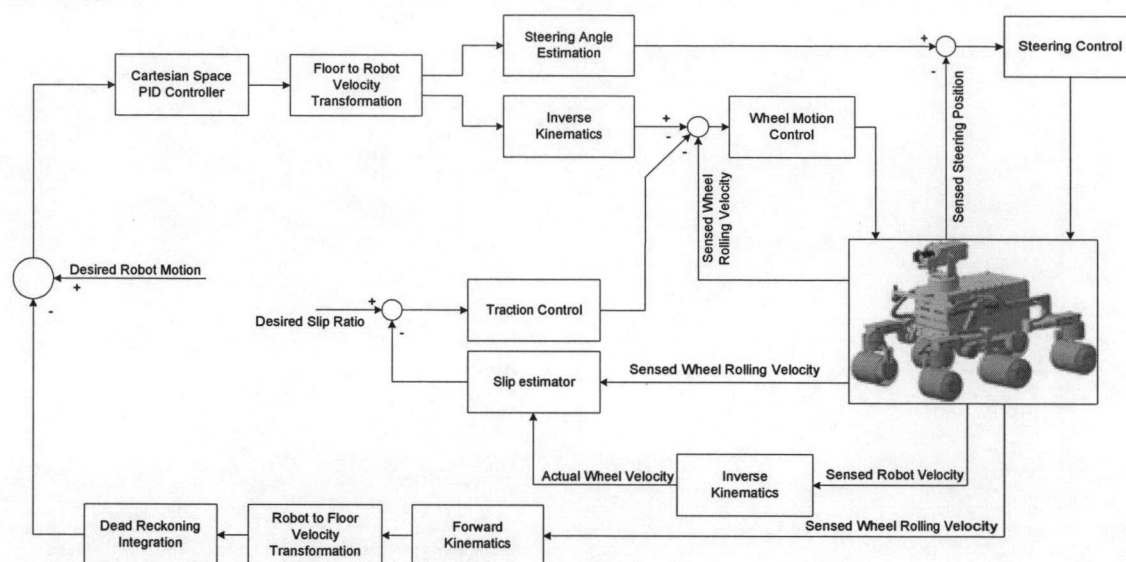 Steering Angle
Estimation
+
-
Steering Control
Cartesian Space
PID Controller
Floor to Robot
Velocity
Transformation
Inverse
Kinematics
+
-
-
Wheel Motion
Control
Sensed Steering Position
Sensed Wheel
Rolling Velocity
Desired Robot Motion
+
-
Desired Slip Ratio
+
-
Traction Control
Slip estimator
Sensed Wheel Rolling Velocity
Actual Wheel Velocity
Inverse
Kinematics
Sensed Robot Velocity
Sensed Wheel Rolling Velocity
Dead Reckoning
Integration
Robot to Floor
Velocity
Transformation
Forward
Kinematics